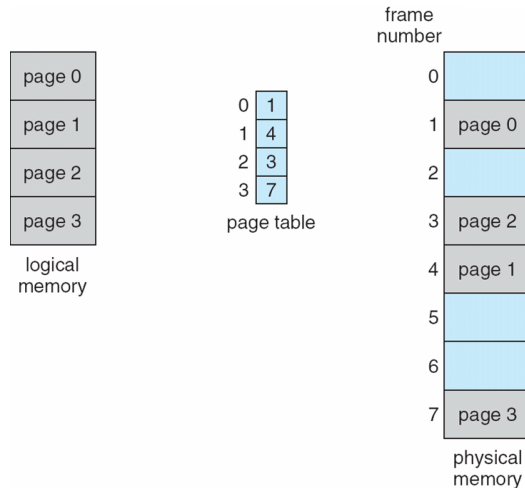 page 0
page 1
page 2
page 3
logical
memory
0 1
1 4
2 3
3 7
page table
frame
number
0
1 page 0
2
3 page 2
4 page 1
5
6
7 page 3
physical
memory